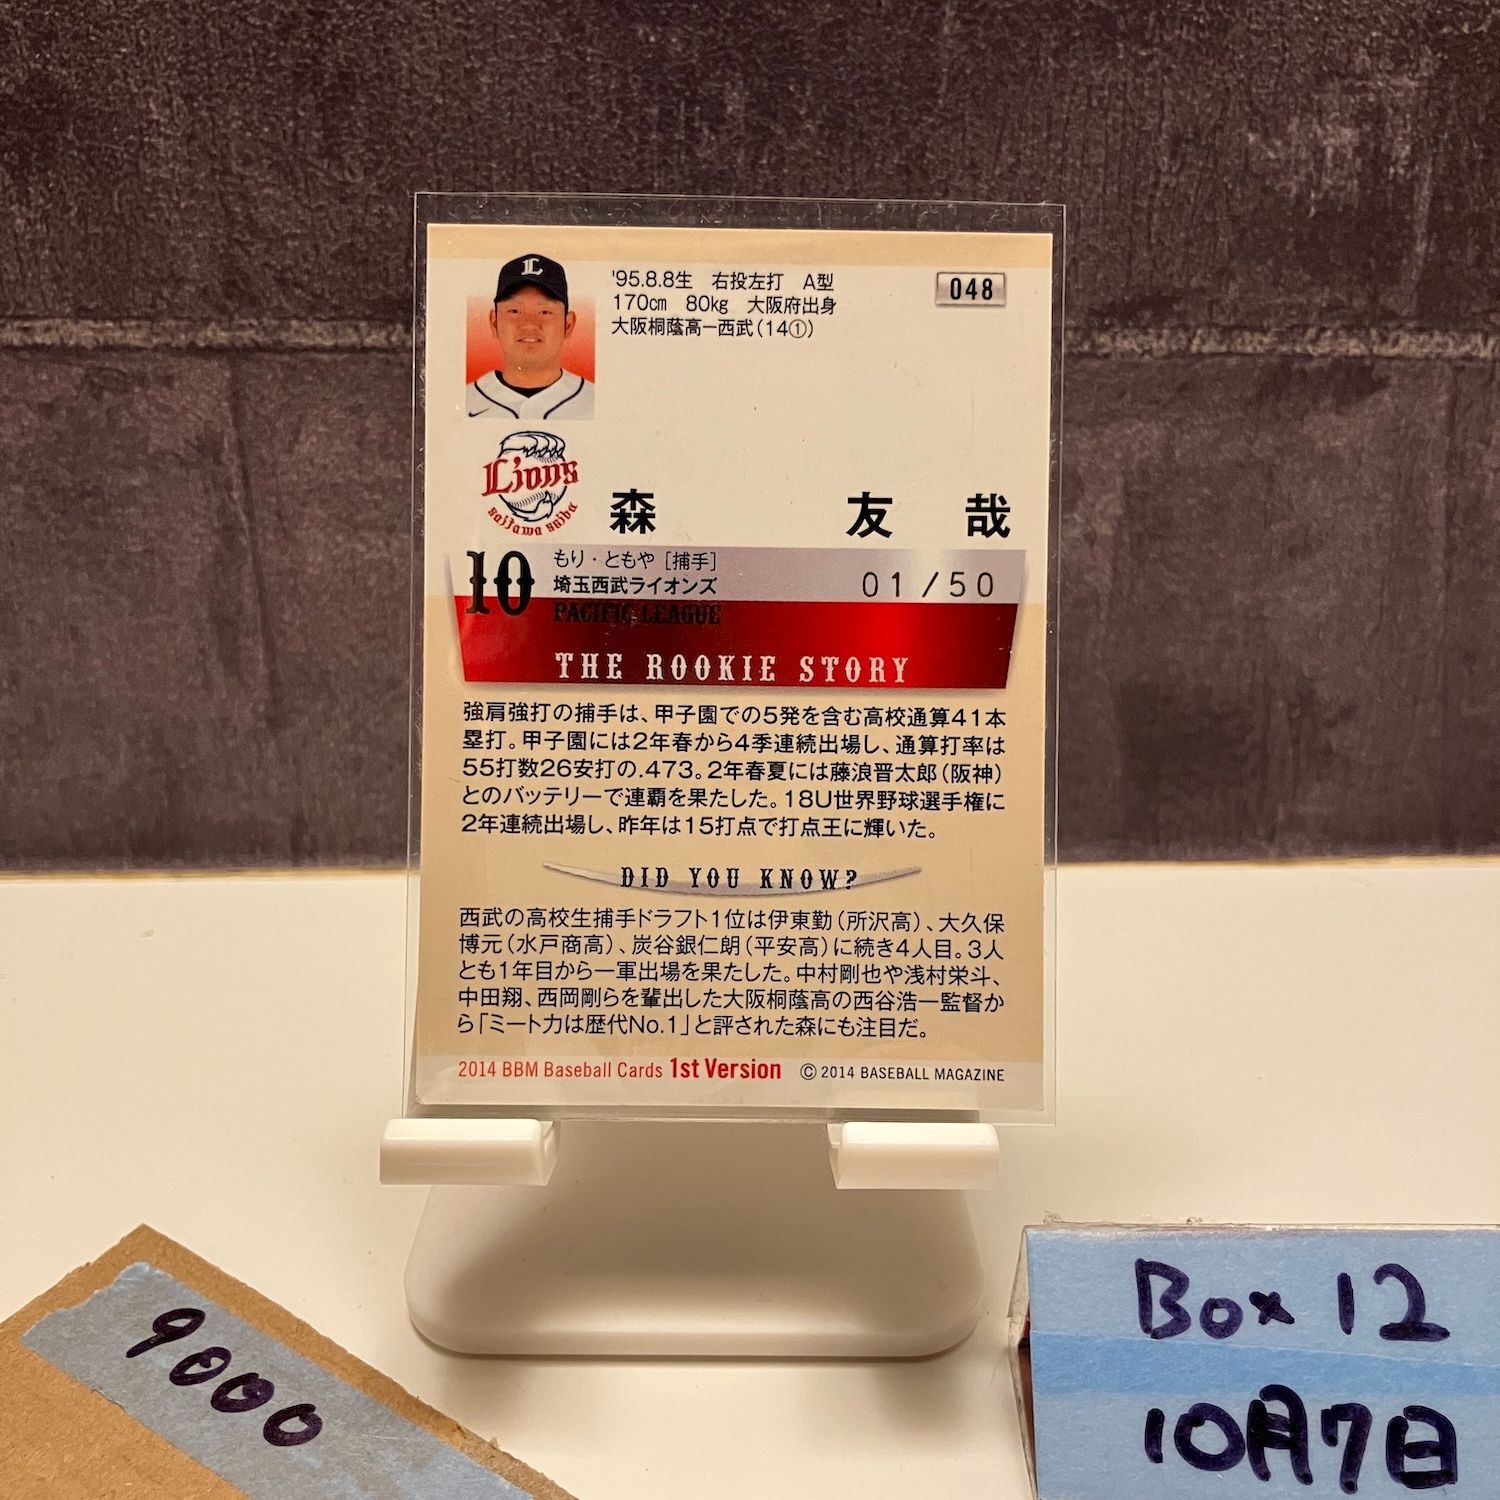 L
'95.8.8生 右投左打 A型
170cm 80kg 大阪府出身
大阪桐蔭高ー西武(14①)
048
Lions
saitama seibu
森 友 哉
10
もり・ともや [捕手]
埼玉西武ライオンズ
01/50
PACIFIC LEAGUE
THE ROOKIE STORY
強肩強打の捕手は、甲子園での5発を含む高校通算41本
塁打。甲子園には2年春から4季連続出場し、通算打率は
55打数26安打の.473。2年春夏には藤浪晋太郎(阪神)
とのバッテリーで連覇を果たした。18U世界野球選手権に
2年連続出場し、昨年は15打点で打点王に輝いた。
DID YOU KNOW?
西武の高校生捕手ドラフト1位は伊東勤(所沢高)、大久保
博元(水戸商高)、炭谷銀仁朗(平安高)に続き4人目。3人
とも1年目から一軍出場を果たした。中村剛也や浅村栄斗、
中田翔、西岡剛らを輩出した大阪桐蔭高の西谷浩一監督か
ら「ミート力は歴代No.1」と評された森にも注目だ。
2014 BBM Baseball Cards 1st Version © 2014 BASEBALL MAGAZINE
9000
Box 12
10月7日